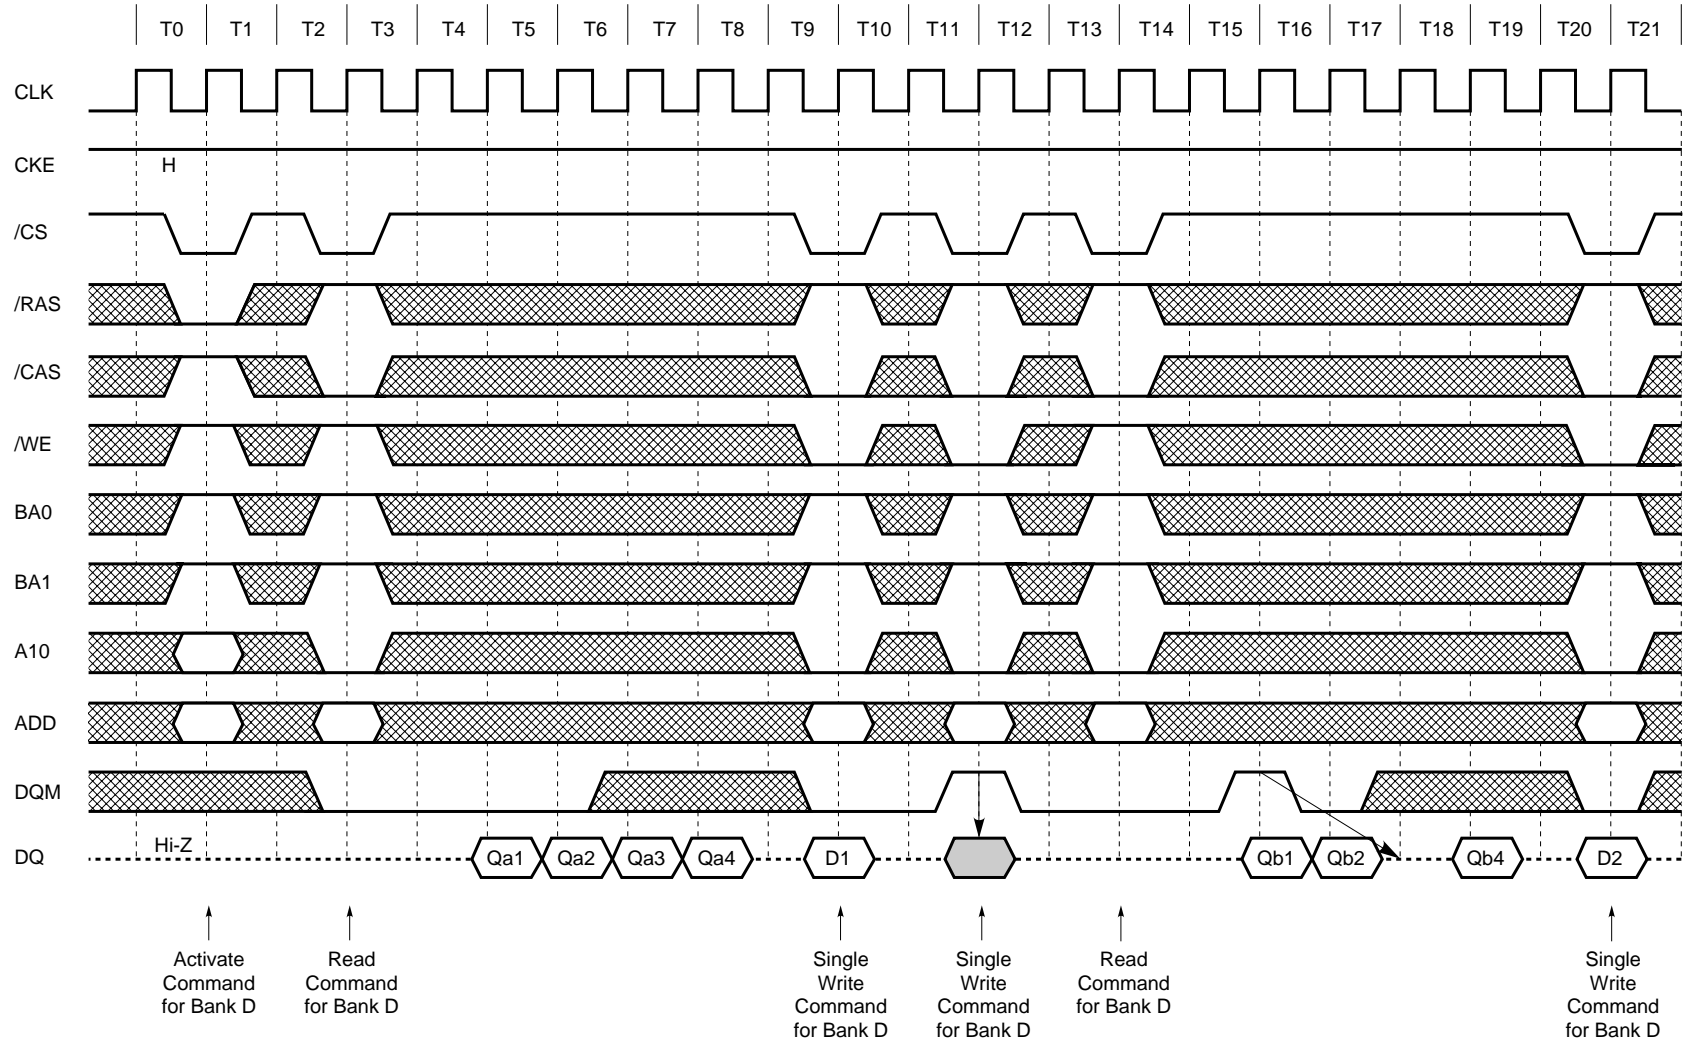 T0 T1 T2 T3 T4 T5 T6 T7 T8 T9 T10 T11 T12 T13 T14 T15 T16 T17 T18 T19 T20 T21
CLK
CKE H
/CS
/RAS
/CAS
/WE
BA0
BA1
A10
ADD
DQM
DQ Hi-Z Qa1 Qa2 Qa3 Qa4 D1 Qb1 Qb2 Qb4 D2
Activate
Command
for Bank D
Read
Command
for Bank D
Single
Write
Command
for Bank D
Single
Write
Command
for Bank D
Read
Command
for Bank D
Single
Write
Command
for Bank D